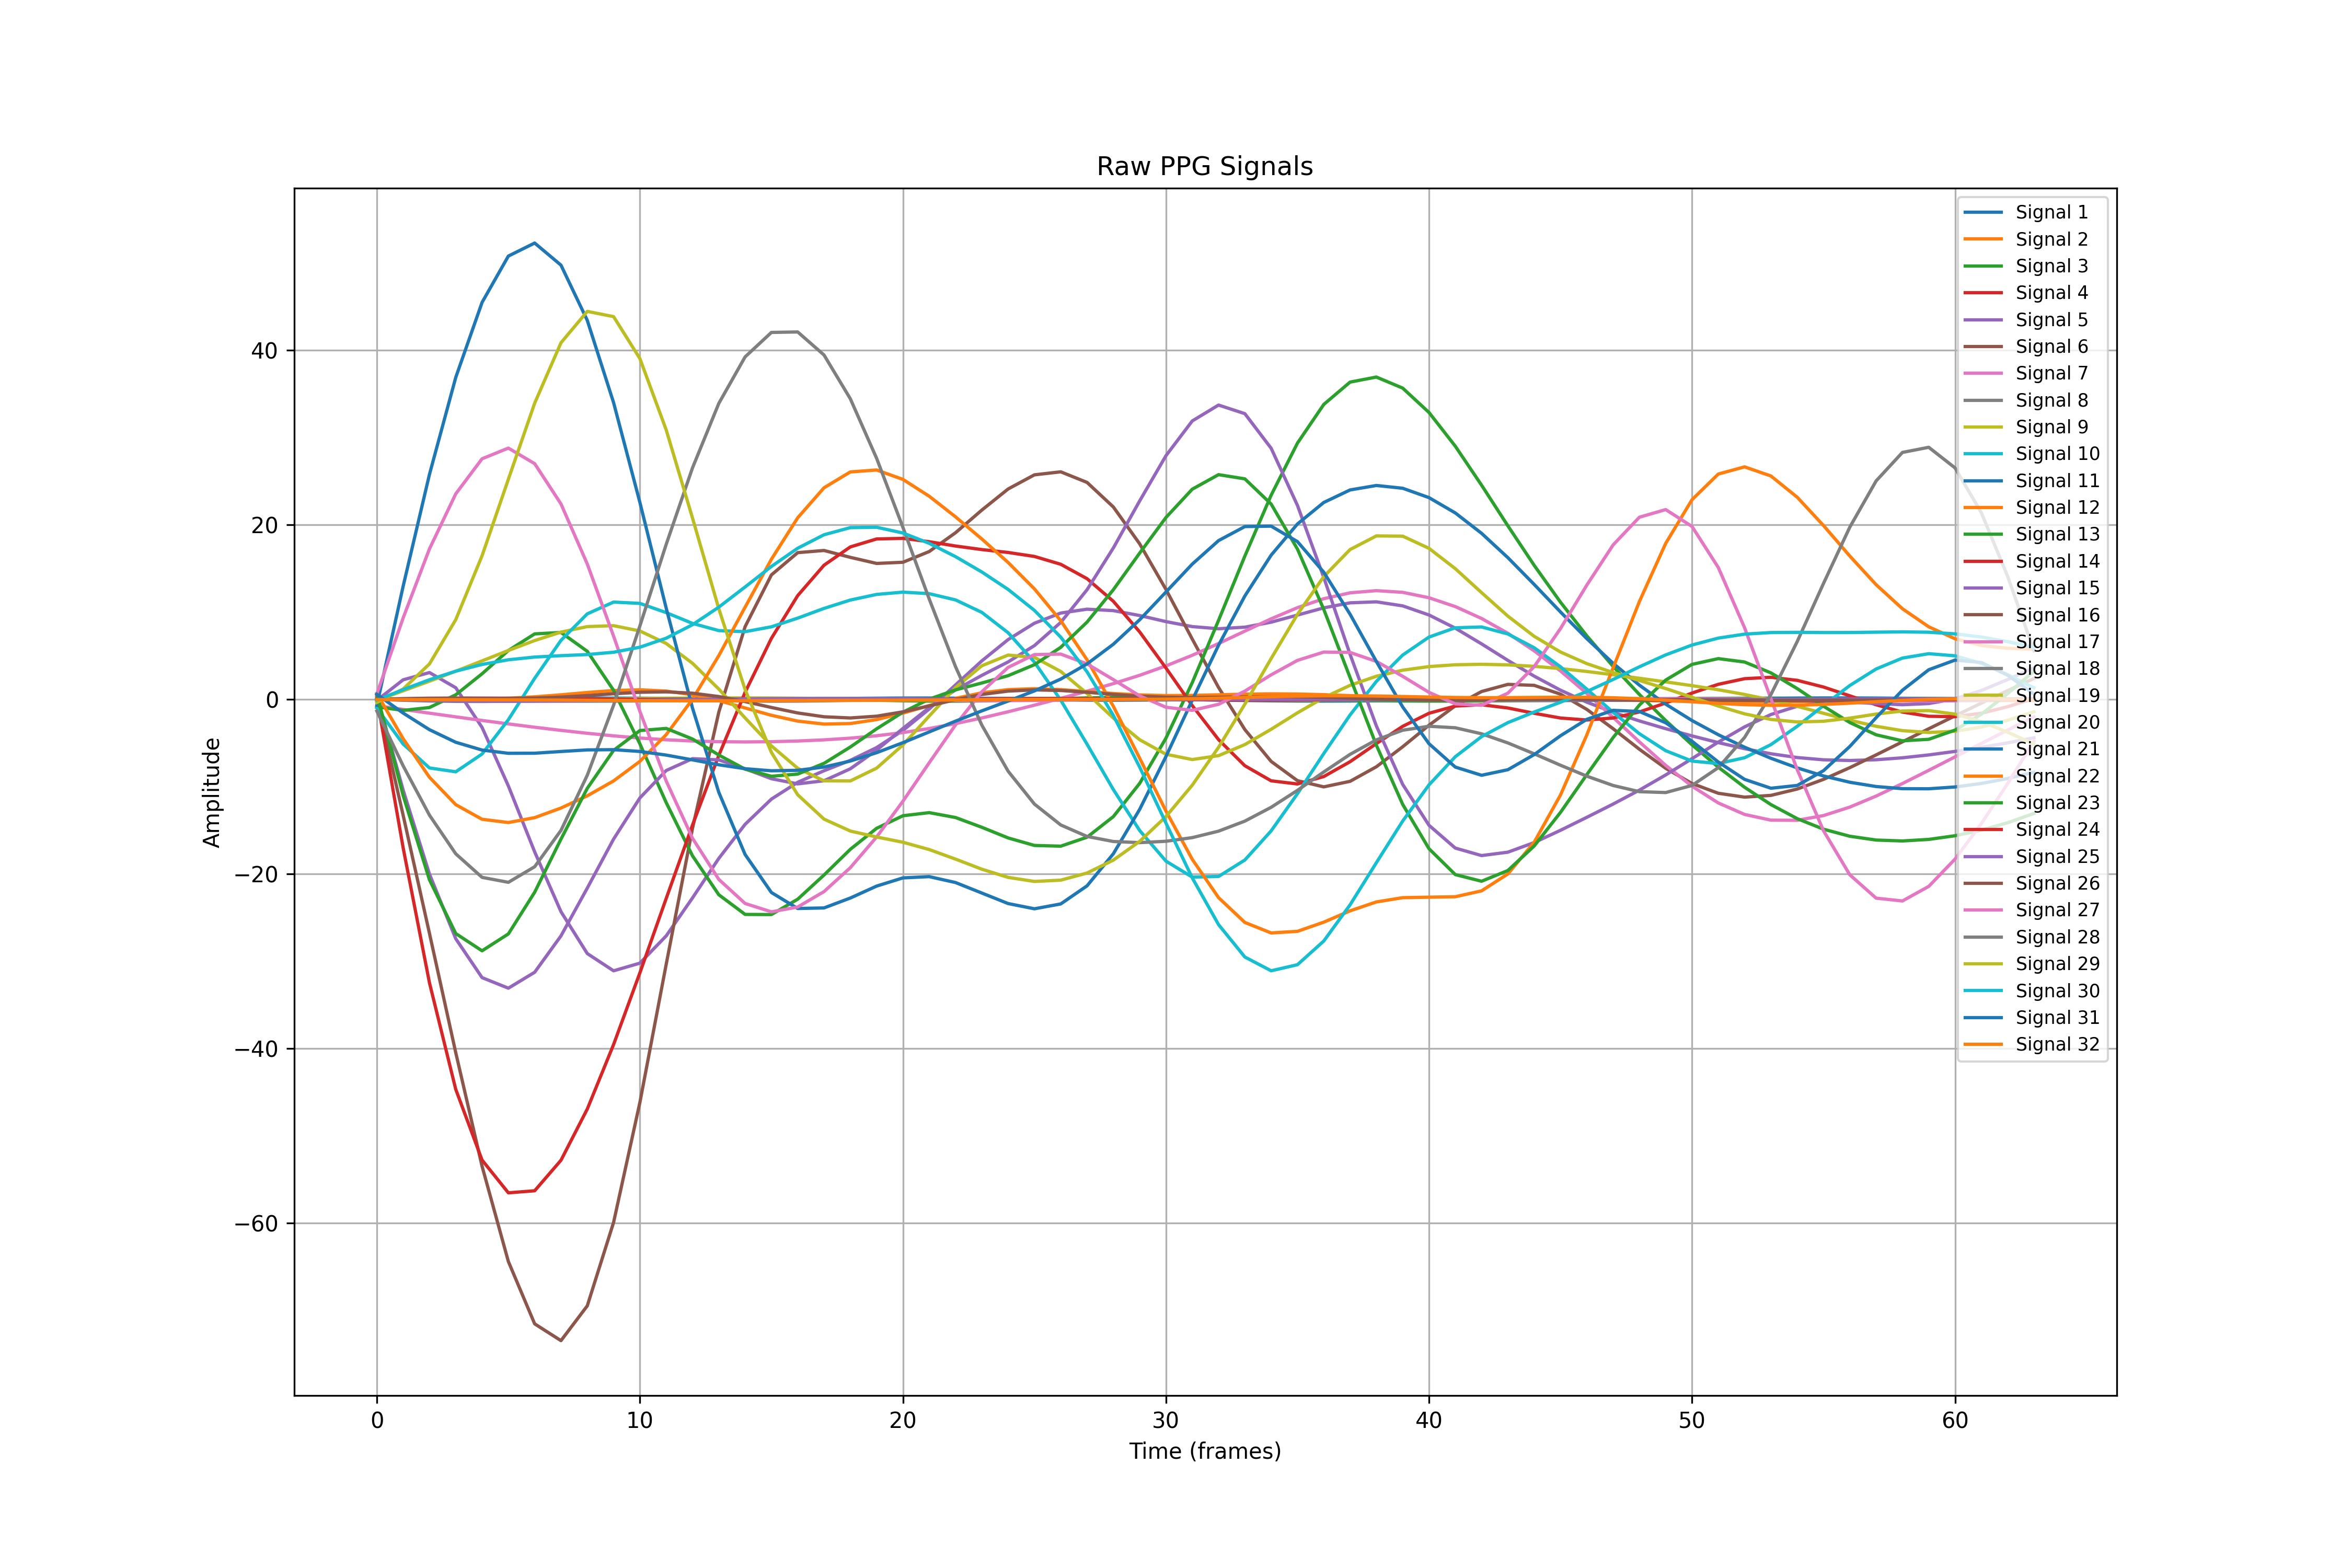 Raw PPG Signals
Amplitude
40
20
0
−20
−40
−60
0 10 20 30 40 50 60
Time (frames)
Signal 1
Signal 2
Signal 3
Signal 4
Signal 5
Signal 6
Signal 7
Signal 8
Signal 9
Signal 10
Signal 11
Signal 12
Signal 13
Signal 14
Signal 15
Signal 16
Signal 17
Signal 18
Signal 19
Signal 20
Signal 21
Signal 22
Signal 23
Signal 24
Signal 25
Signal 26
Signal 27
Signal 28
Signal 29
Signal 30
Signal 31
Signal 32